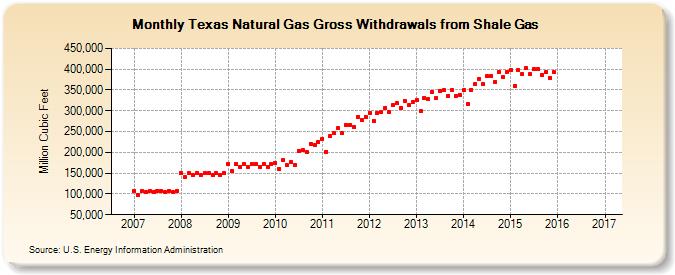 Monthly Texas Natural Gas Gross Withdrawals from Shale Gas
Million Cubic Feet
450,000
400,000
350,000
300,000
250,000
200,000
150,000
100,000
50,000
2007 2008 2009 2010 2011 2012 2013 2014 2015 2016 2017
Source: U.S. Energy Information Administration